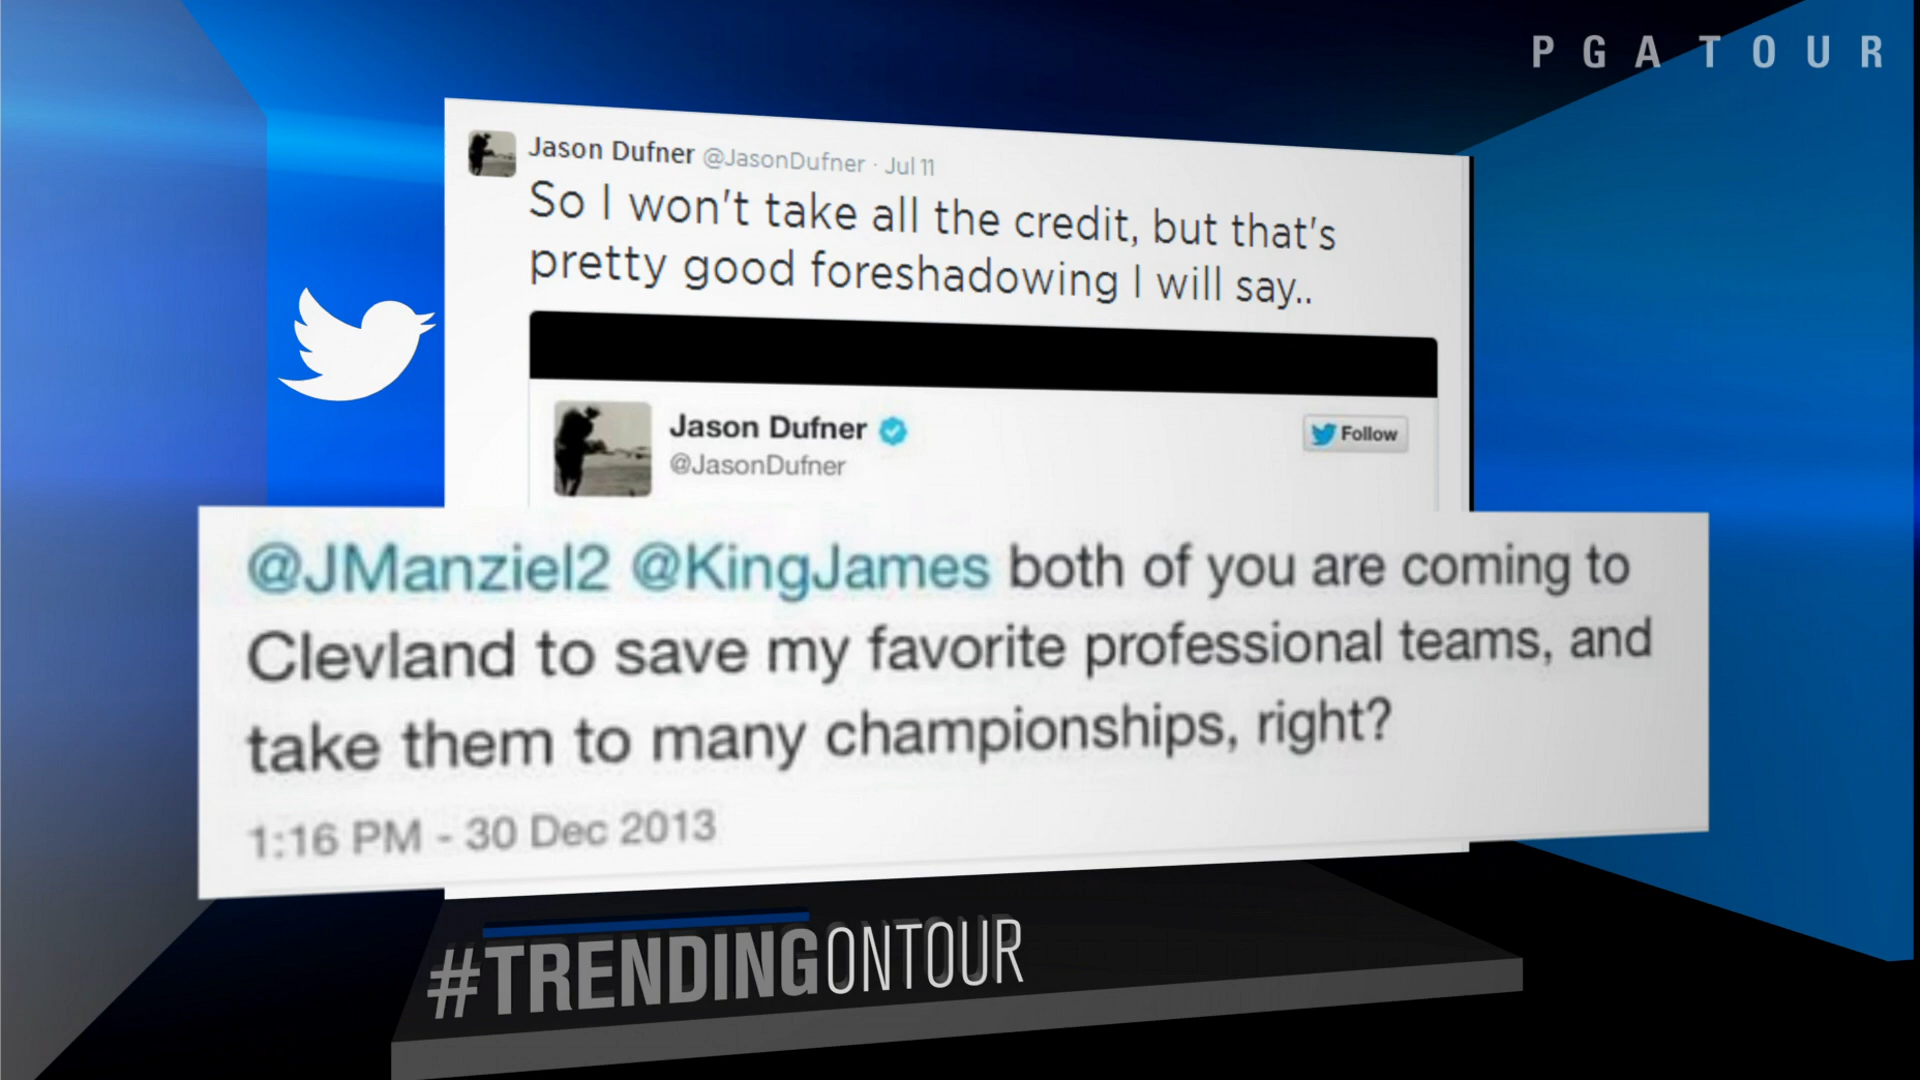 PGA TOUR
Jason Dufner @JasonDufner · Jul 11
So I won't take all the credit, but that's
pretty good foreshadowing I will say..
Jason Dufner
@JasonDufner
Follow
@JManziel2 @KingJames both of you are coming to
Clevland to save my favorite professional teams, and
take them to many championships, right?
1:16 PM - 30 Dec 2013
#TRENDINGONTOUR